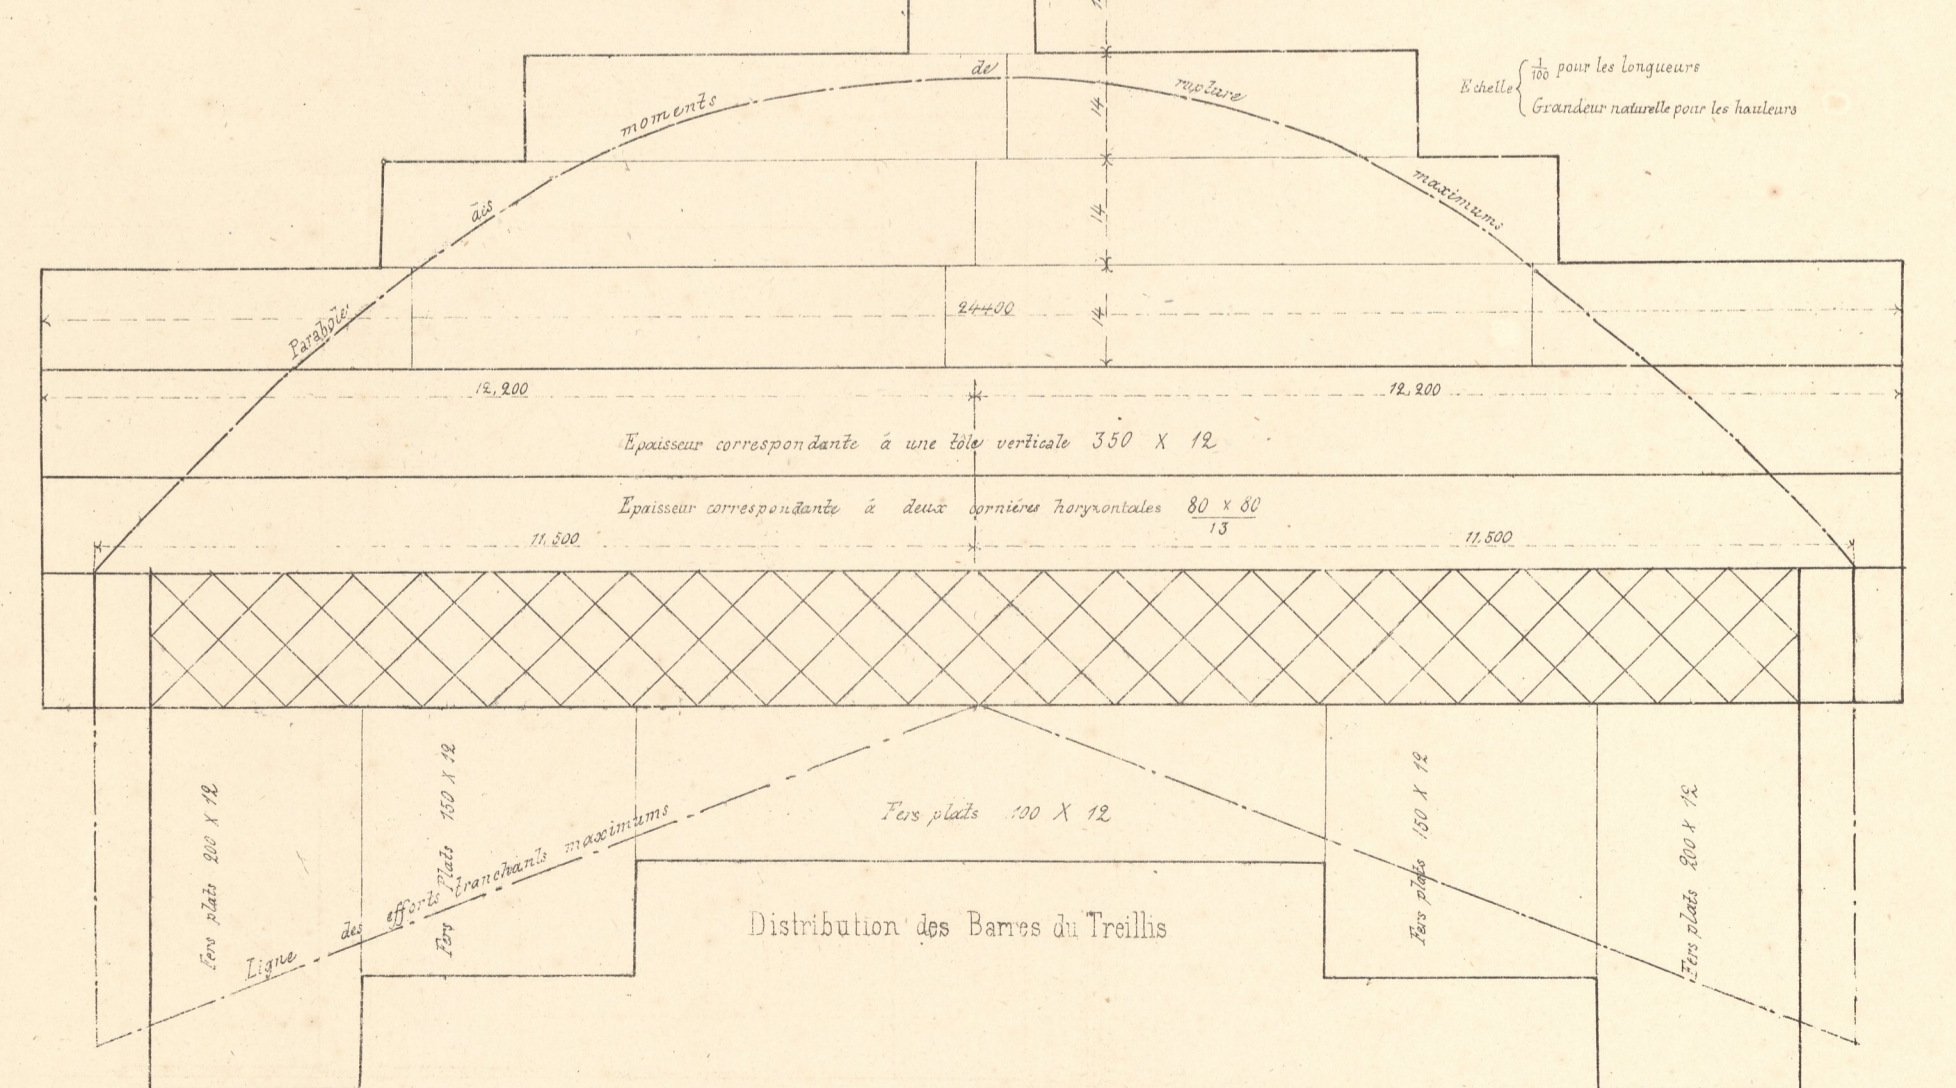 de
moments
rupture
Echelle { 1/100 pour les longueurs
Grandeur naturelle pour les hauteurs
14
maximums
dis
14
Parabole
24400
14
12,200
12,200
Epaisseur correspondante à une tôle verticale 350 X 12
Epaisseur correspondante à deux cornières horyzontales 80 x 80 / 13
11,500
11,500
Fers plats 200 X 12
Fers Plats 150 X 12
Fers plats 100 X 12
Fers plats 150 X 12
Fers plats 200 X 12
Ligne des efforts tranchants maximums
Distribution des Barres du Treillis